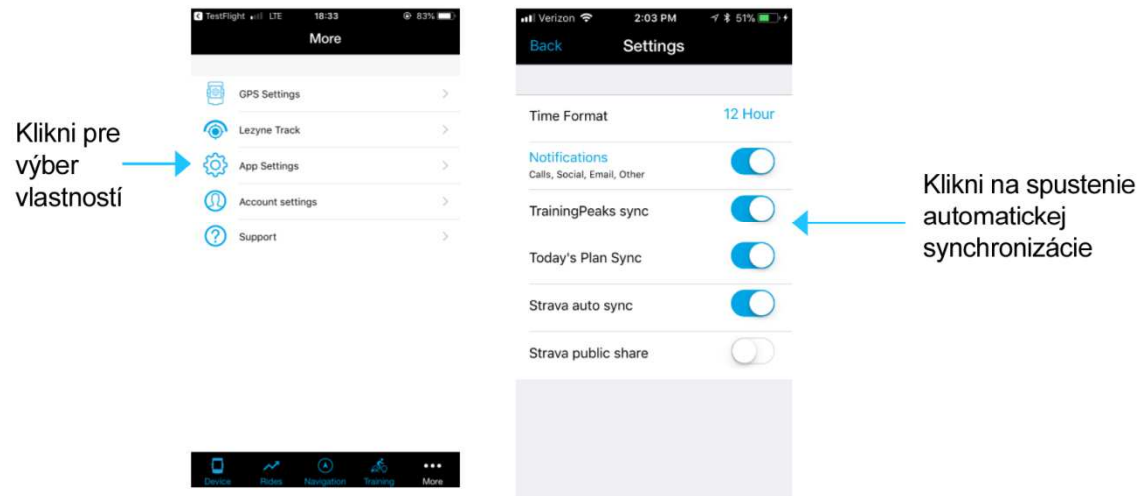 Klikni pre
výber
vlastností
TestFlight LTE 18:33 83%
More
GPS Settings
Lezyne Track
App Settings
Account settings
Support
Device Rides Navigation Training More
Verizon 2:03 PM 51%
Back Settings
Time Format 12 Hour
Notifications
Calls, Social, Email, Other
TrainingPeaks sync
Today's Plan Sync
Strava auto sync
Strava public share
Klikni na spustenie
automatickej
synchronizácie